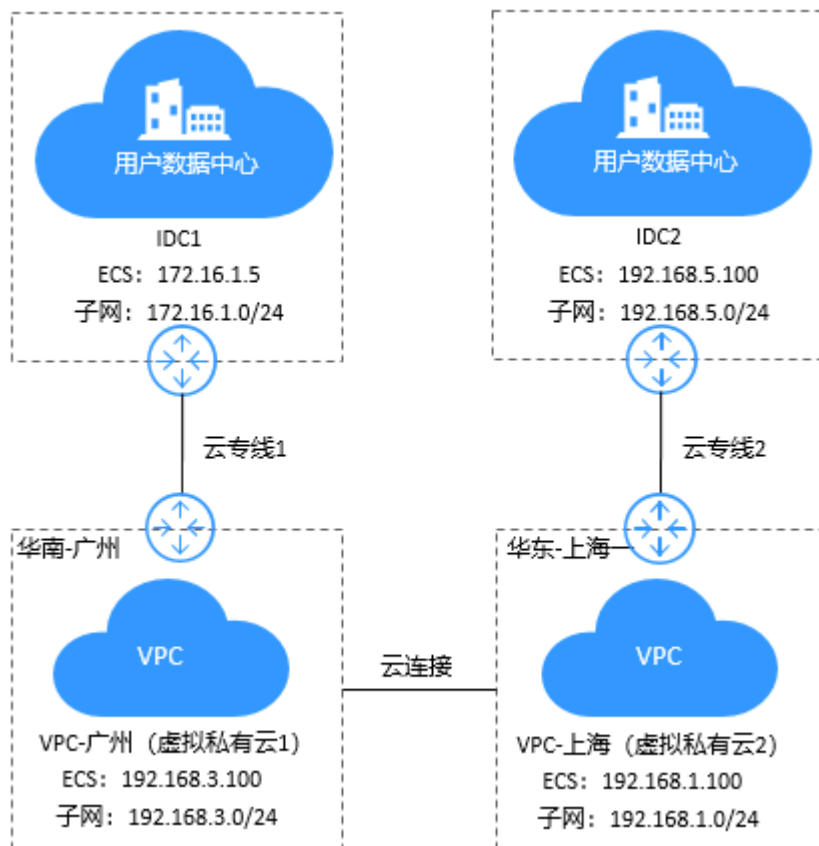 用户数据中心
IDC1
ECS：172.16.1.5
子网：172.16.1.0/24
用户数据中心
IDC2
ECS：192.168.5.100
子网：192.168.5.0/24
云专线1
云专线2
华南-广州
VPC
VPC-广州（虚拟私有云1）
ECS：192.168.3.100
子网：192.168.3.0/24
云连接
华东-上海一
VPC
VPC-上海（虚拟私有云2）
ECS：192.168.1.100
子网：192.168.1.0/24